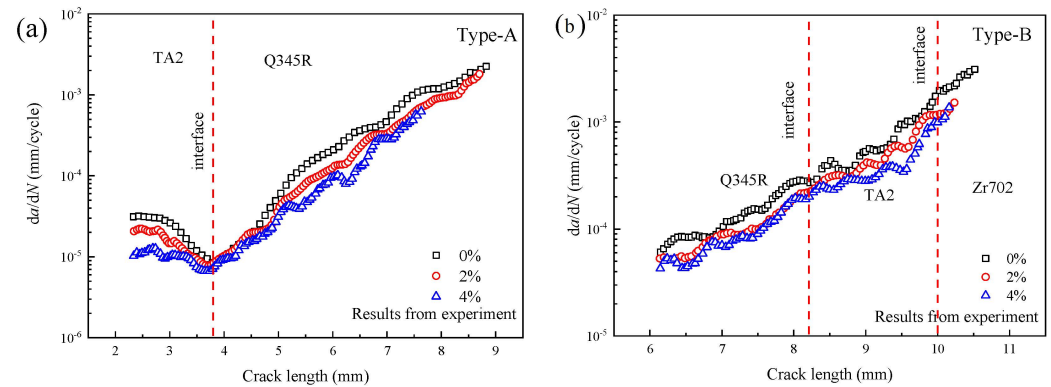 (a)
Type-A
TA2
Q345R
interface
0%
2%
4%
Results from experiment
da/dN (mm/cycle)
10⁻²
10⁻³
10⁻⁴
10⁻⁵
10⁻⁶
2 3 4 5 6 7 8 9
Crack length (mm)
(b)
Type-B
interface
interface
Q345R
TA2
Zr702
0%
2%
4%
Results from experiment
da/dN (mm/cycle)
10⁻²
10⁻³
10⁻⁴
10⁻⁵
6 7 8 9 10 11
Crack length (mm)